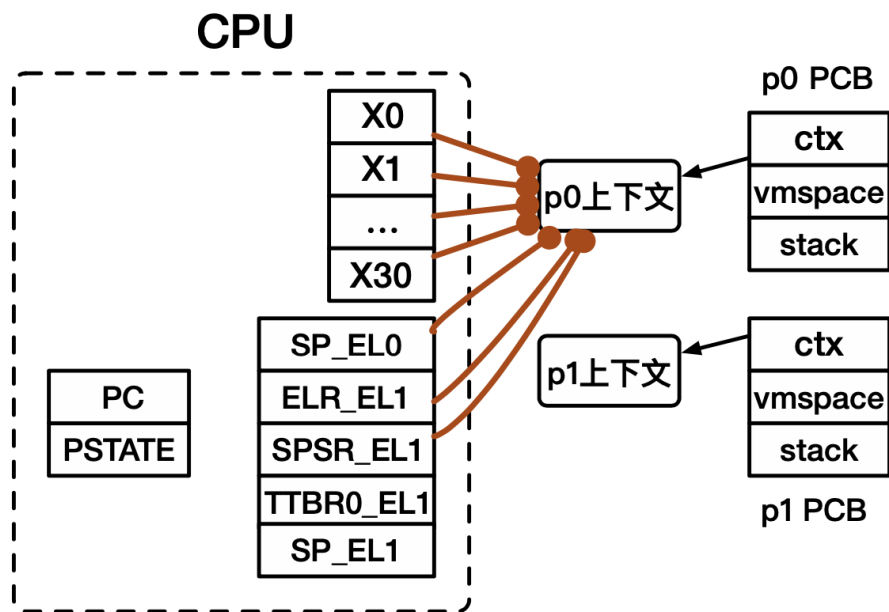 CPU
X0
X1
...
X30
SP_EL0
ELR_EL1
SPSR_EL1
TTBR0_EL1
SP_EL1
PC
PSTATE
p0上下文
p1上下文
p0 PCB
ctx
vmspace
stack
ctx
vmspace
stack
p1 PCB